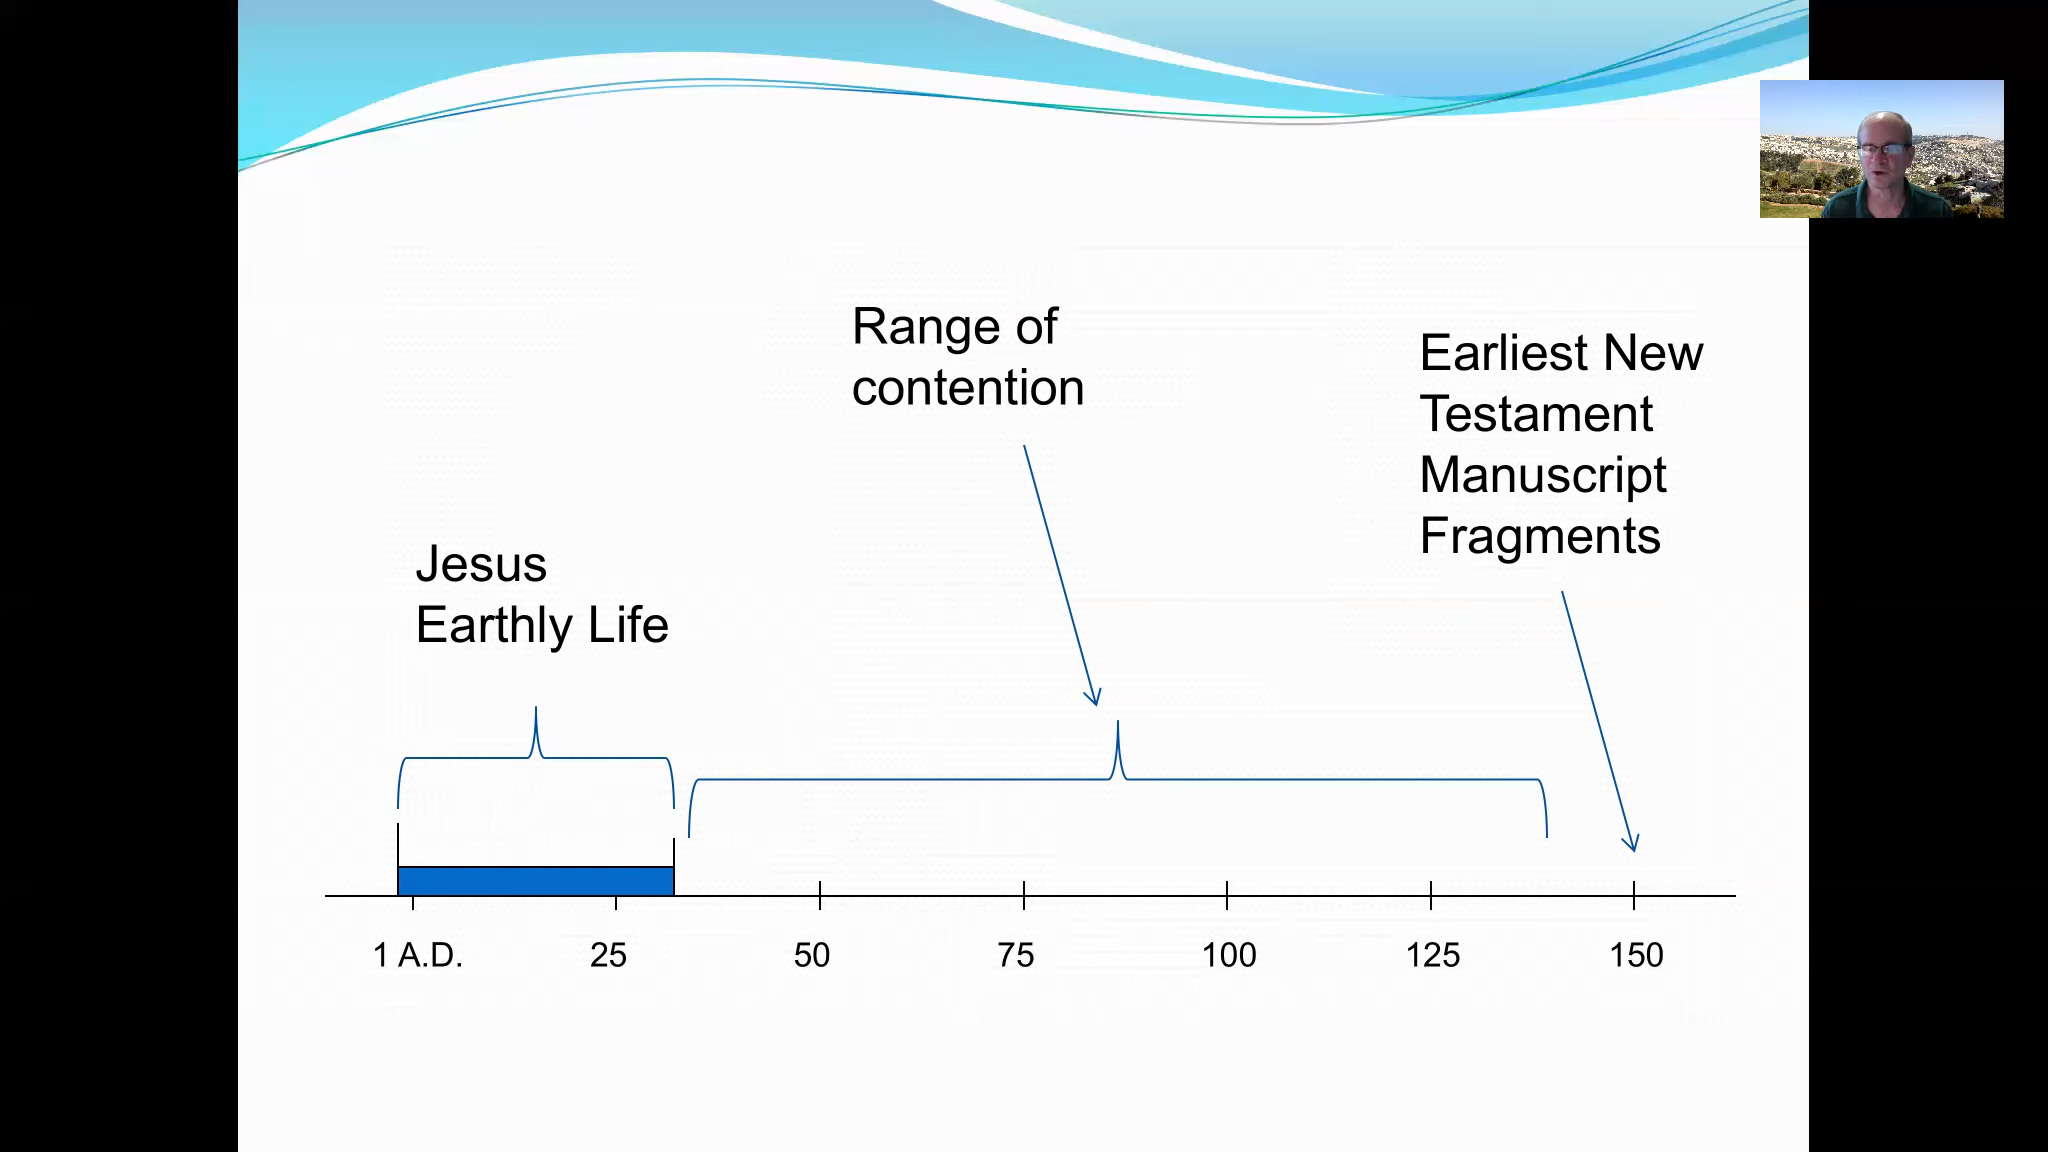 Range of
contention
Earliest New
Testament
Manuscript
Fragments
Jesus
Earthly Life
1 A.D.
25
50
75
100
125
150